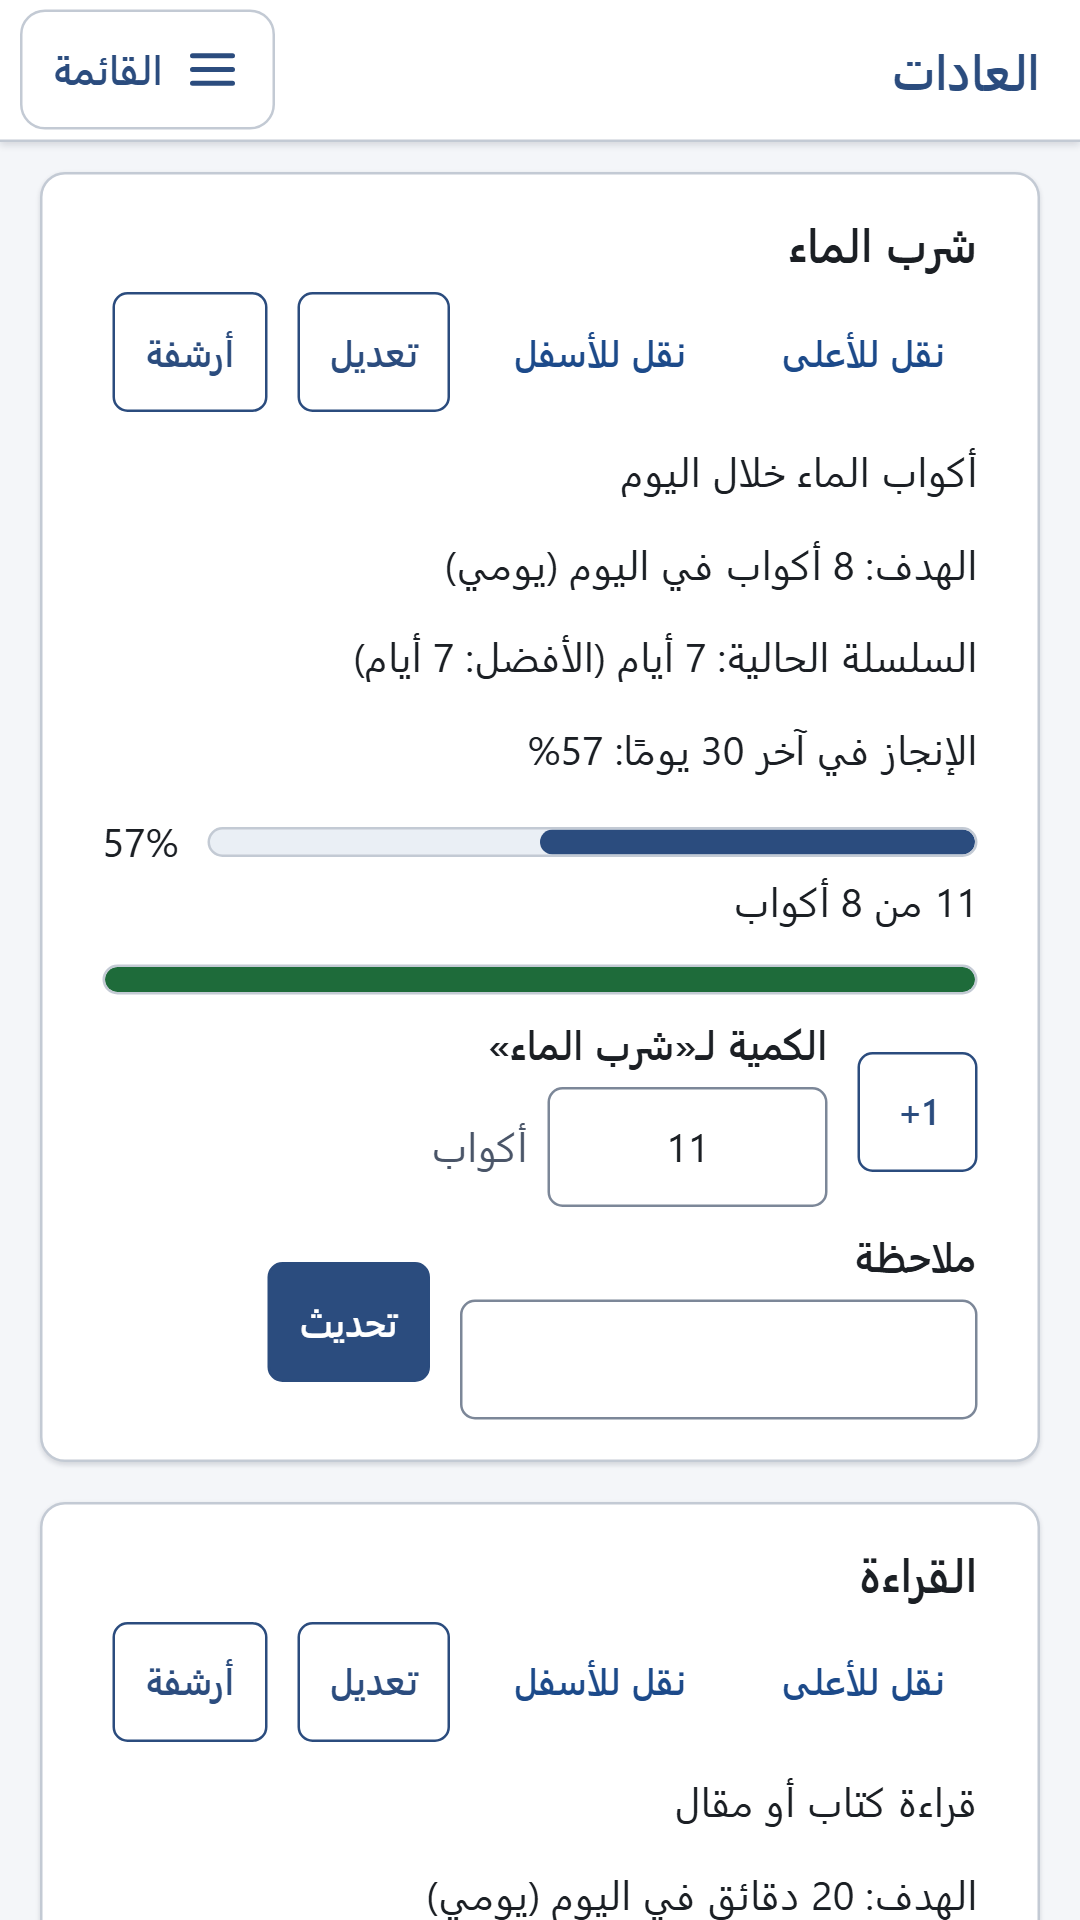 العادات
القائمة
شرب الماء
نقل للأعلى
نقل للأسفل
تعديل
أرشفة
أكواب الماء خلال اليوم
الهدف: 8 أكواب في اليوم (يومي)
السلسلة الحالية: 7 أيام (الأفضل: 7 أيام)
الإنجاز في آخر 30 يومًا: 57%
57%
11 من 8 أكواب
الكمية لـ«شرب الماء»
+1
11
أكواب
ملاحظة
تحديث
القراءة
نقل للأعلى
نقل للأسفل
تعديل
أرشفة
قراءة كتاب أو مقال
الهدف: 20 دقائق في اليوم (يومي)